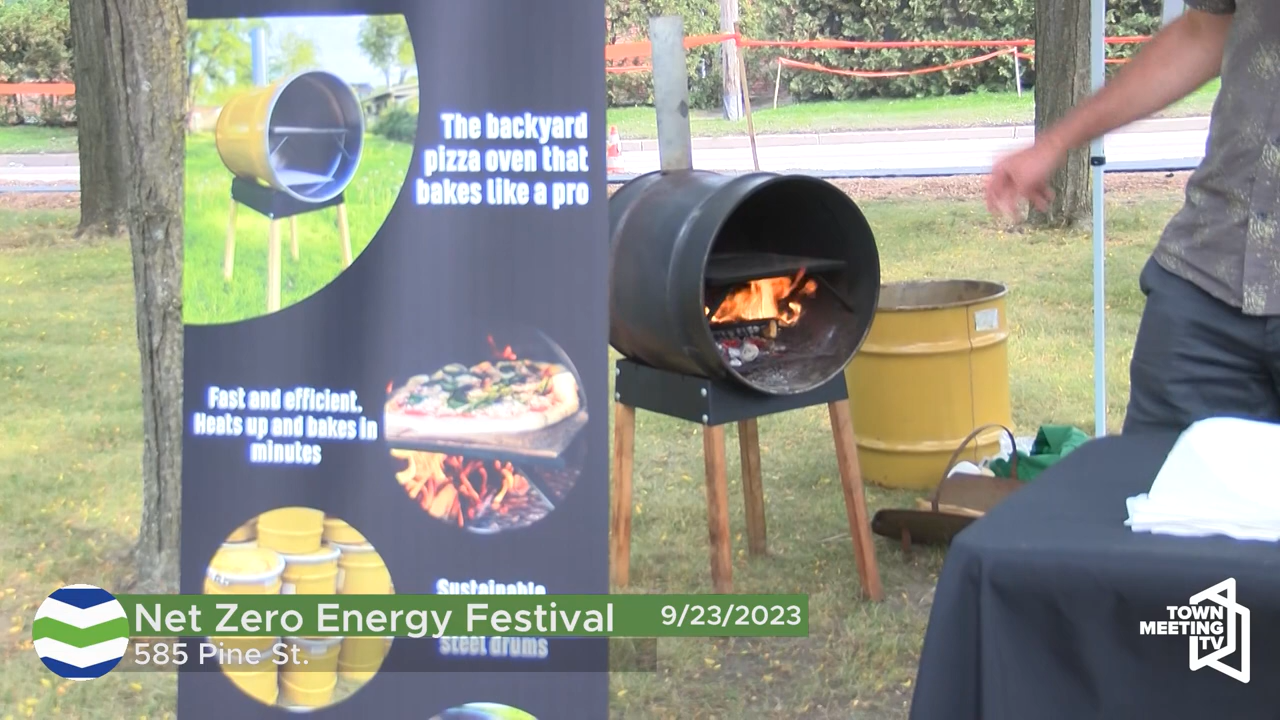 The backyard
pizza oven that
bakes like a pro
Fast and efficient.
Heats up and bakes in
minutes
Sustainable
steel drums
Net Zero Energy Festival 9/23/2023
585 Pine St.
TOWN
MEETING
TV